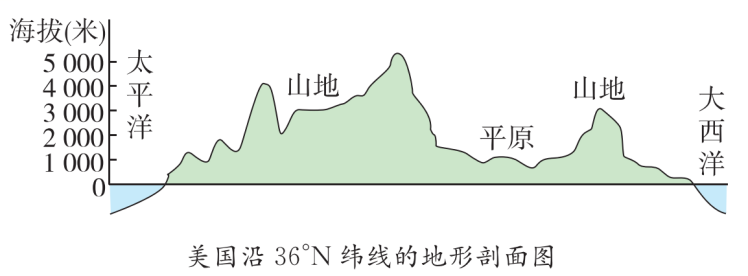 海拔(米)
5 000
4 000
3 000
2 000
1 000
0
太平洋
山地
平原
山地
大西洋
美国沿 36°N 纬线的地形剖面图